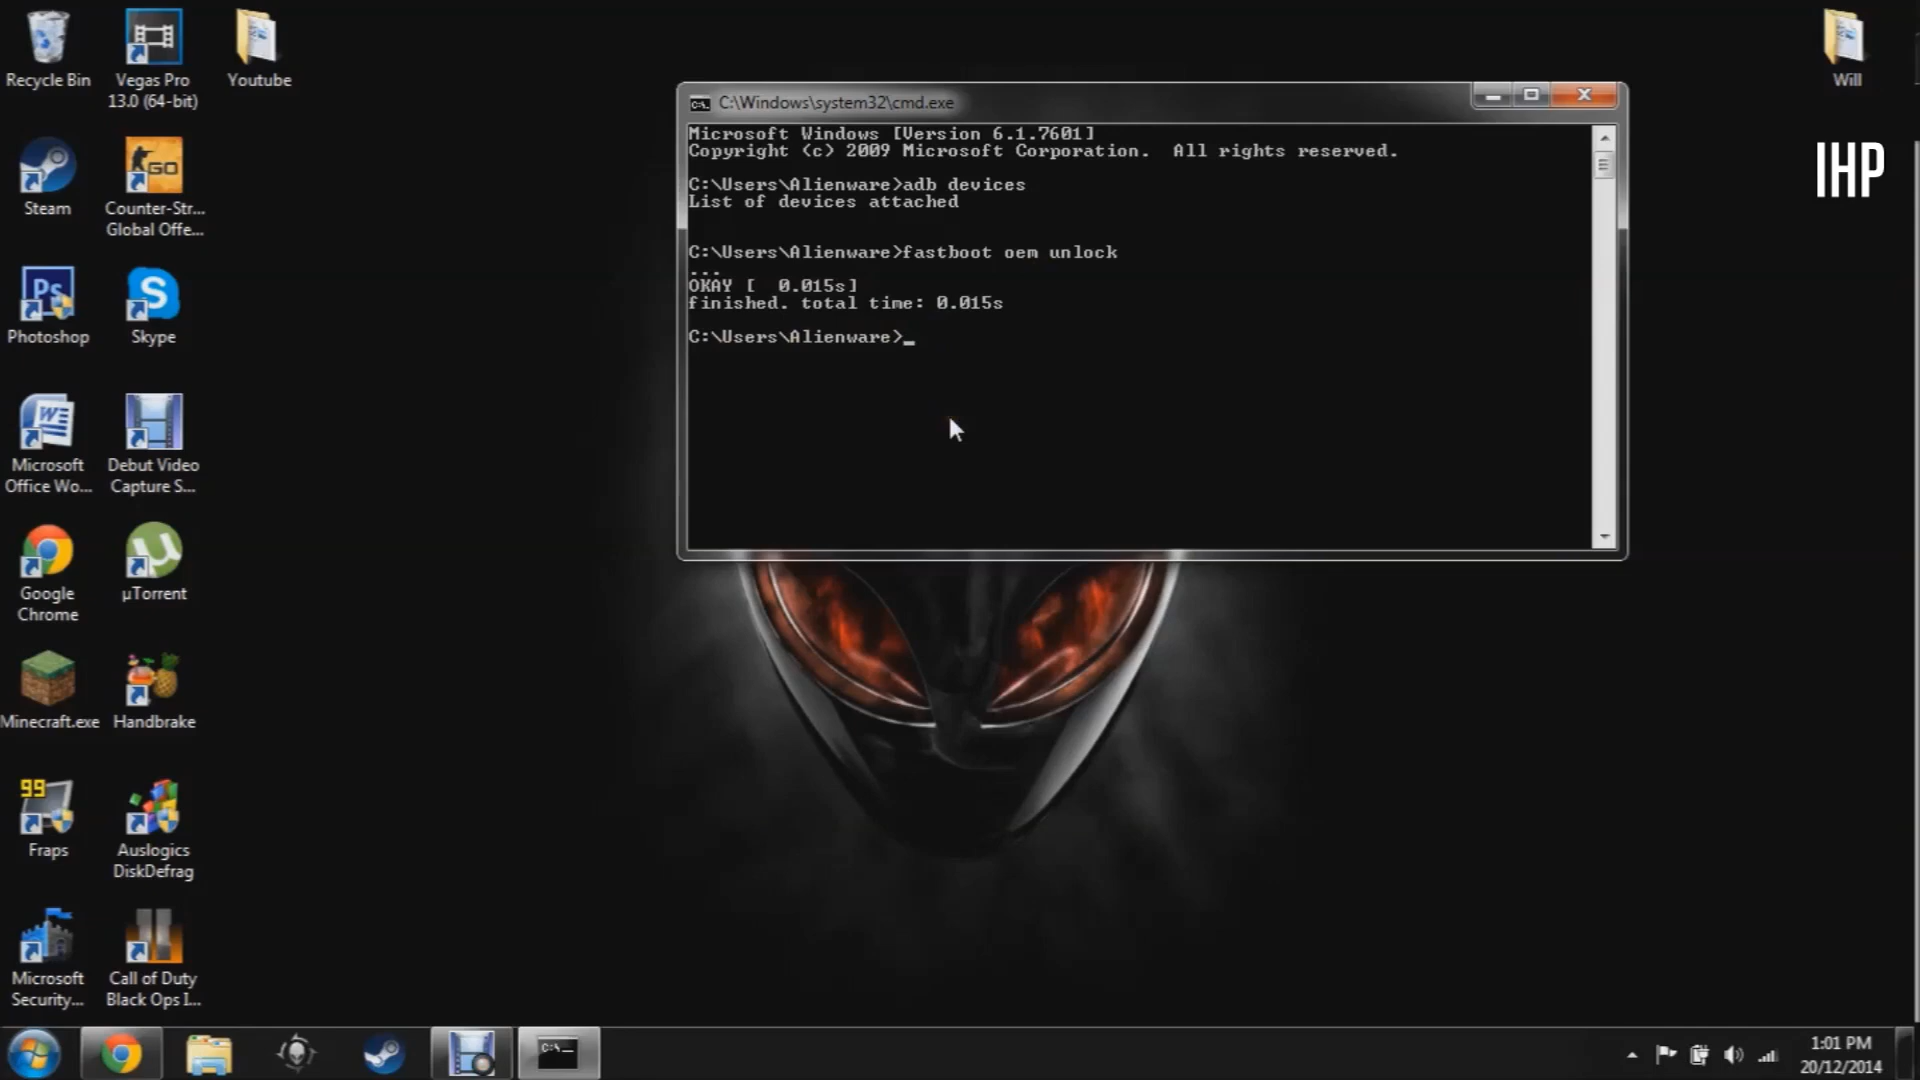 Recycle Bin
Vegas Pro
13.0 (64-bit)
Youtube
Will
Steam
GO
Counter-Str...
Global Offe...
IHP
Ps
Photoshop
Skype
W
Microsoft
Office Wo...
Debut Video
Capture S...
Google
Chrome
µTorrent
Minecraft.exe
Handbrake
99
Fraps
Auslogics
DiskDefrag
Microsoft
Security...
Call of Duty
Black Ops I...
C:\Windows\system32\cmd.exe
Microsoft Windows [Version 6.1.7601]
Copyright (c) 2009 Microsoft Corporation.  All rights reserved.
C:\Users\Alienware>adb devices
List of devices attached
C:\Users\Alienware>fastboot oem unlock
...
OKAY [  0.015s]
finished. total time: 0.015s
C:\Users\Alienware>_
1:01 PM
20/12/2014